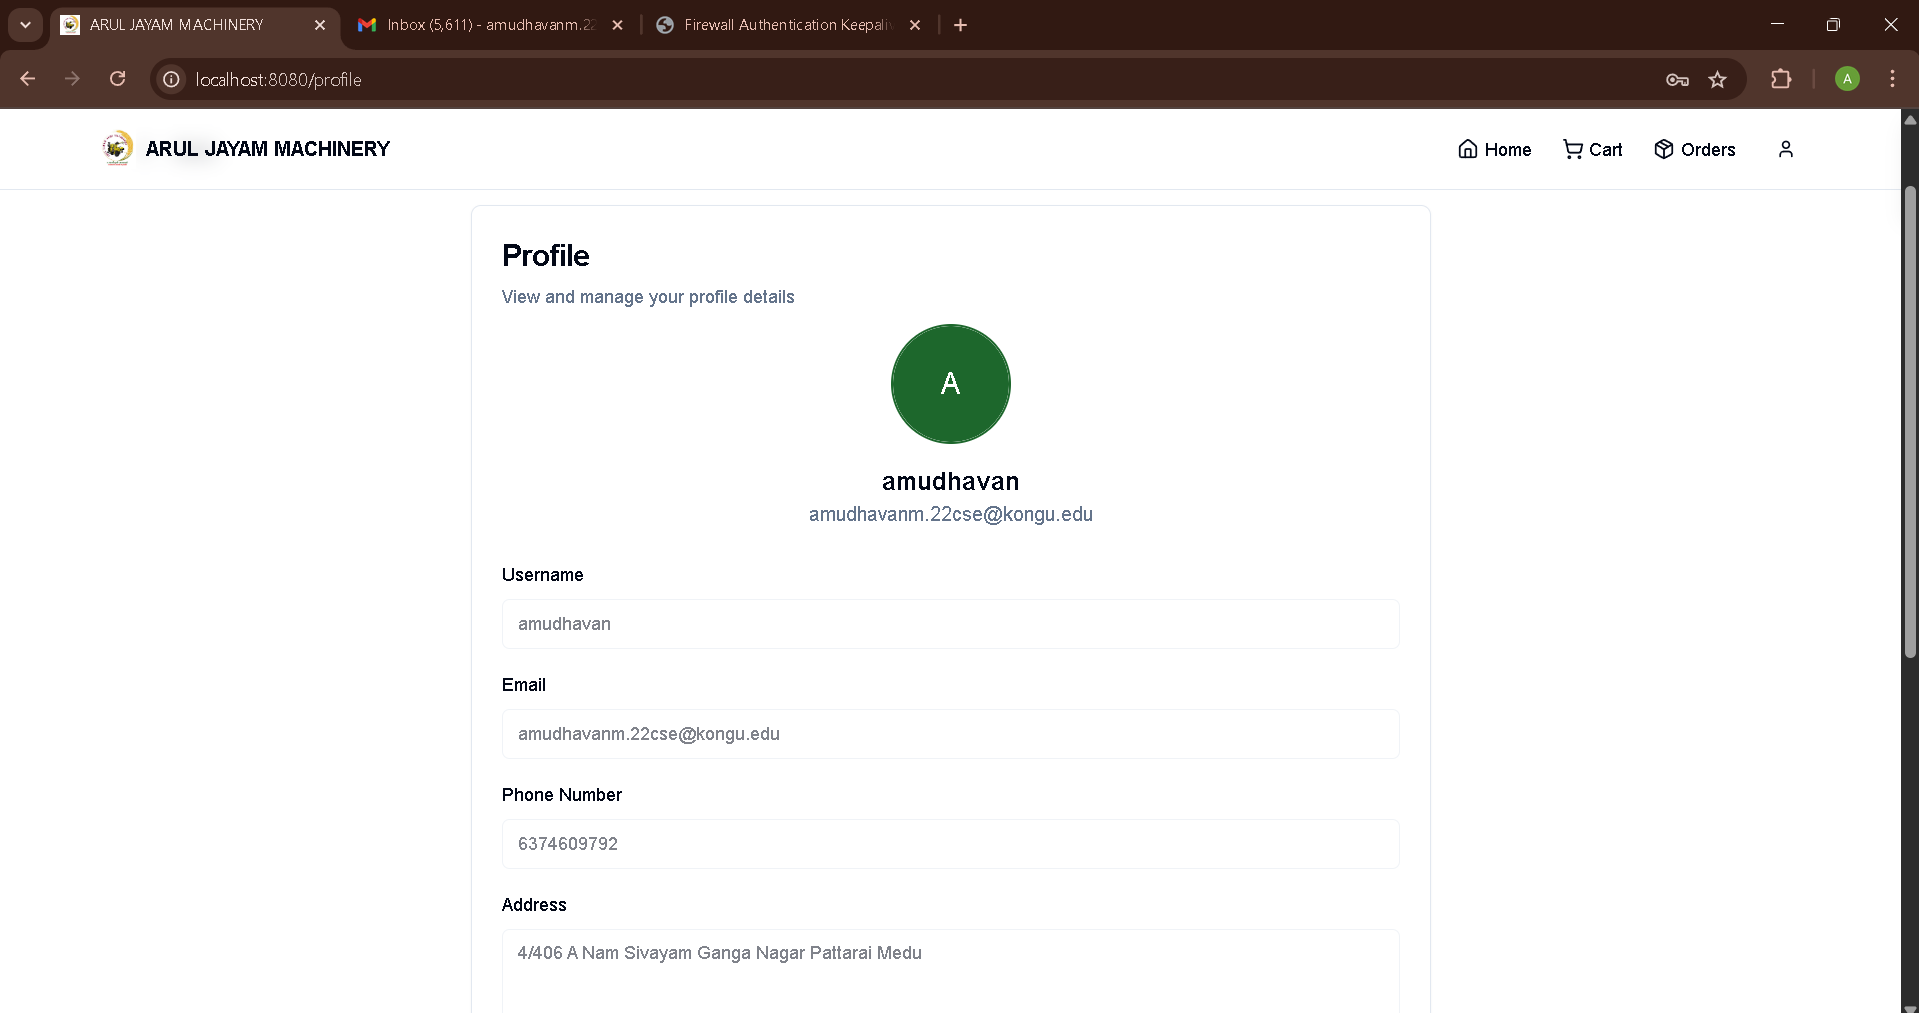 ARUL JAYAM MACHINERY
Inbox (5,611) - amudhavanm.22
Firewall Authentication Keepali
localhost:8080/profile
A
ARUL JAYAM MACHINERY
Home
Cart
Orders
Profile
View and manage your profile details
A
amudhavan
amudhavanm.22cse@kongu.edu
Username
amudhavan
Email
amudhavanm.22cse@kongu.edu
Phone Number
6374609792
Address
4/406 A Nam Sivayam Ganga Nagar Pattarai Medu